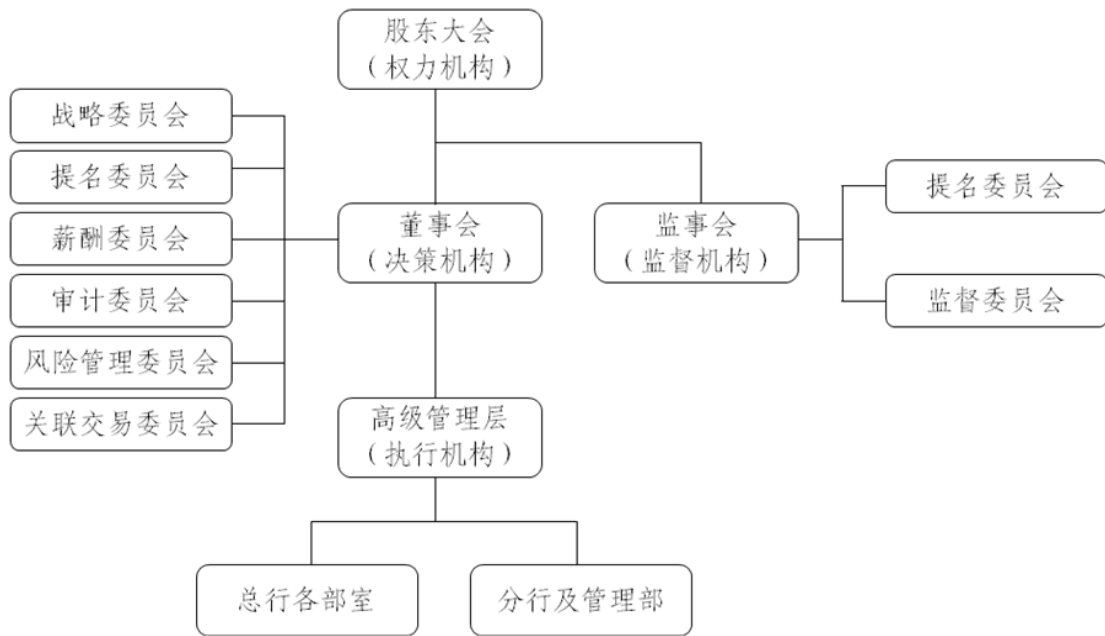 股东大会
（权力机构）
战略委员会
提名委员会
薪酬委员会
审计委员会
风险管理委员会
关联交易委员会
董事会
（决策机构）
监事会
（监督机构）
提名委员会
监督委员会
高级管理层
（执行机构）
总行各部室
分行及管理部